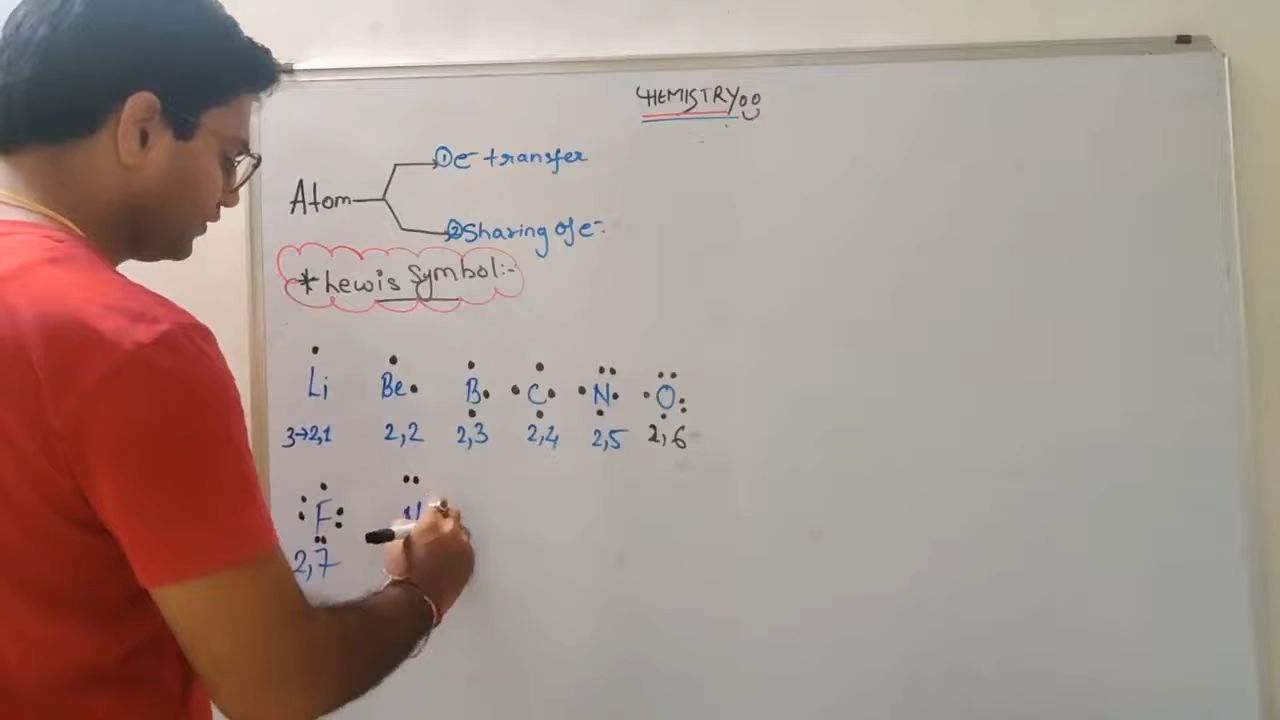 CHEMISTRY
① e⁻ transfer
Atom
② Sharing of e⁻.
* Lewis Symbol:-
Li Be B C N O
3→2,1 2,2 2,3 2,4 2,5 2,6
F
2,7